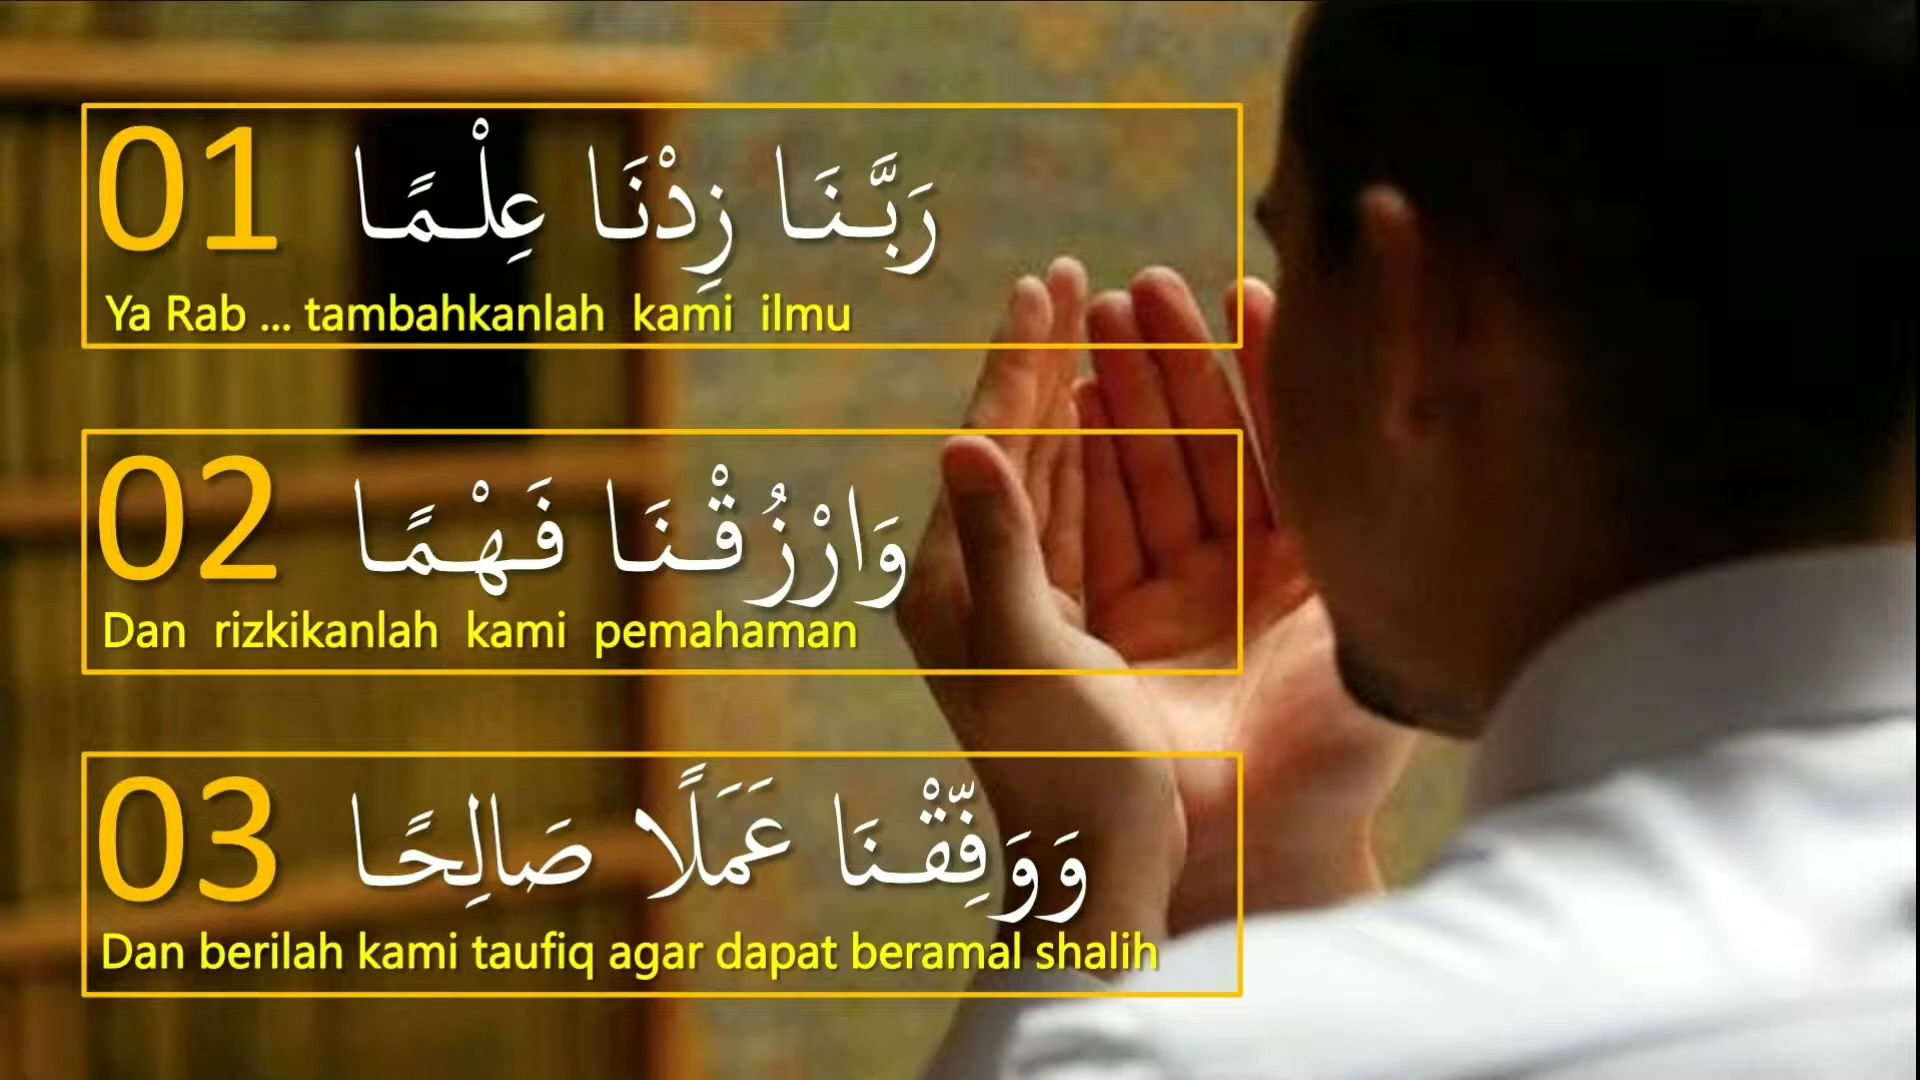 01
رَبَّنَا زِدْنَا عِلْمًا
Ya Rab ... tambahkanlah kami ilmu
02
وَارْزُقْنَا فَهْمًا
Dan rizkikanlah kami pemahaman
03
وَوَفِّقْنَا عَمَلًا صَالِحًا
Dan berilah kami taufiq agar dapat beramal shalih